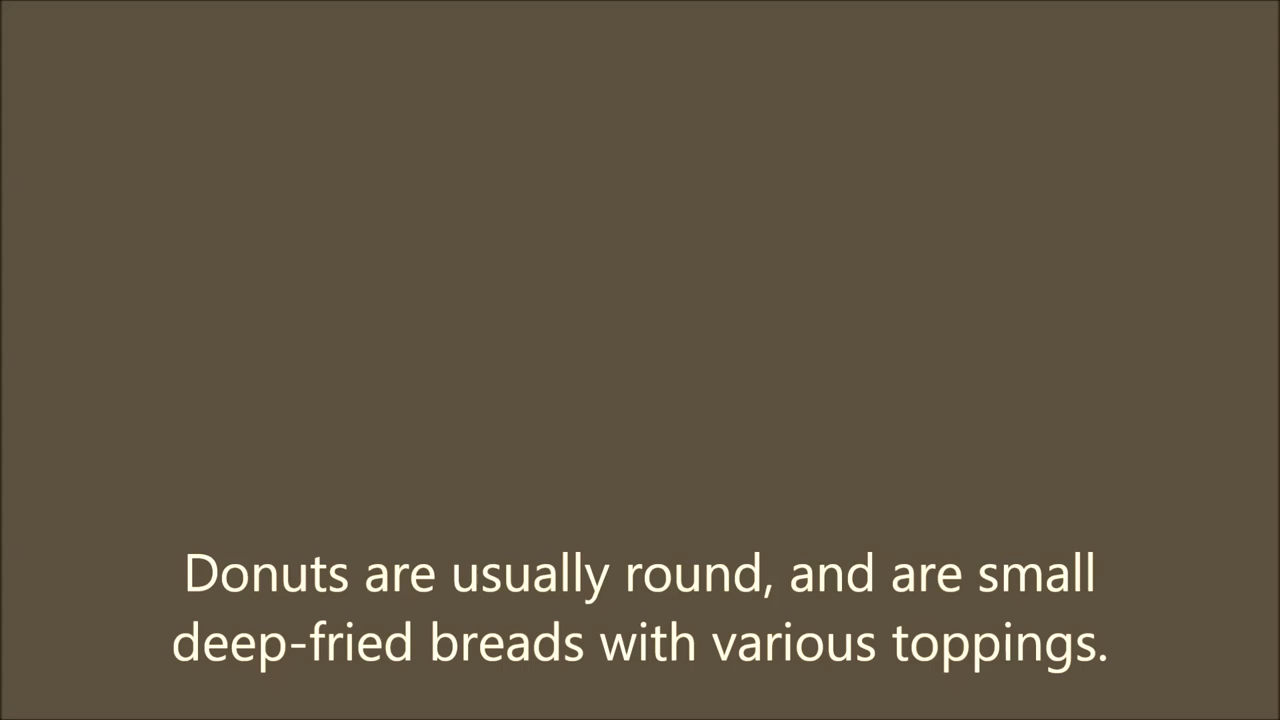 Donuts are usually round, and are small
deep-fried breads with various toppings.